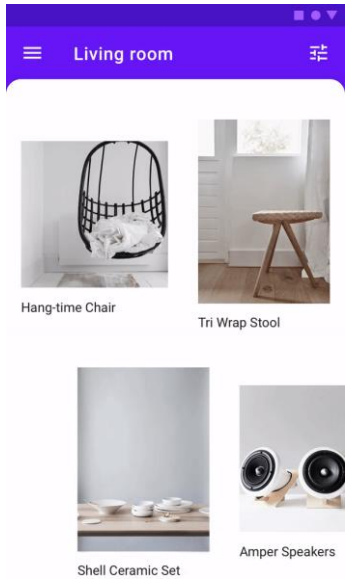 Living room
Hang-time Chair
Tri Wrap Stool
Shell Ceramic Set
Amper Speakers